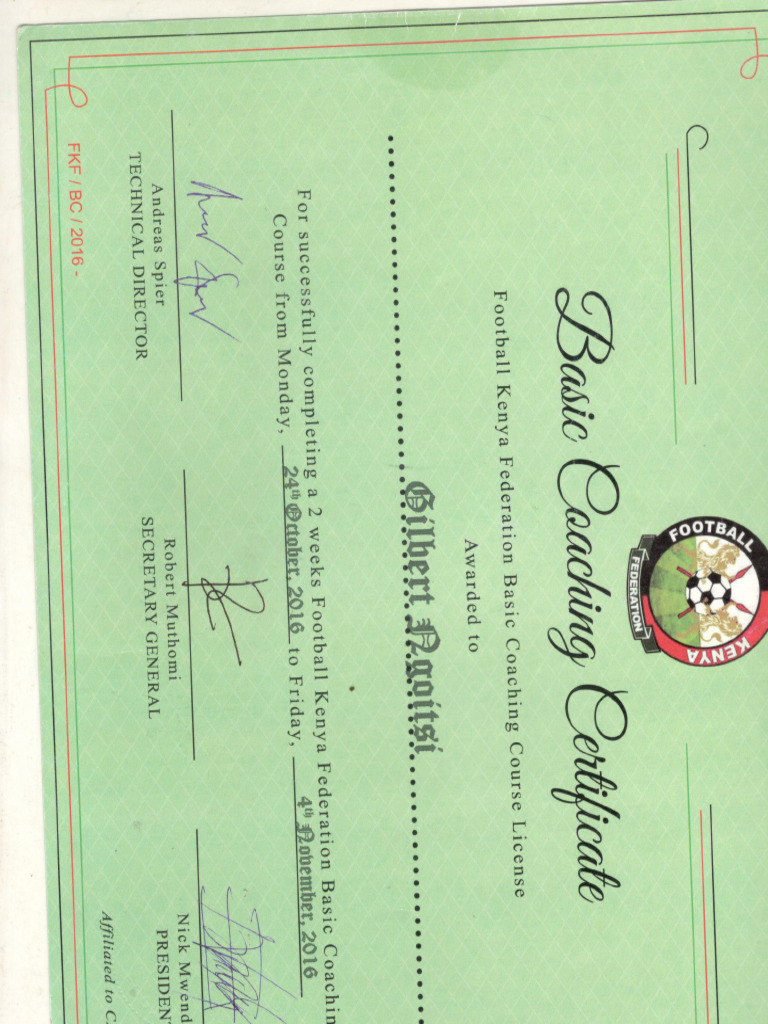 FOOTBALL
KENYA
FEDERATION
Basic Coaching Certificate
Football Kenya Federation Basic Coaching Course License
Awarded to
Gilbert Ngoitsi
For successfully completing a 2 weeks Football Kenya Federation Basic Coachin
Course from Monday, 24th October, 2016 to Friday, 4th November, 2016
Andreas Spier
TECHNICAL DIRECTOR
Robert Muthomi
SECRETARY GENERAL
Nick Mwend
PRESIDENT
Affiliated to C
FKF / BC / 2016 -